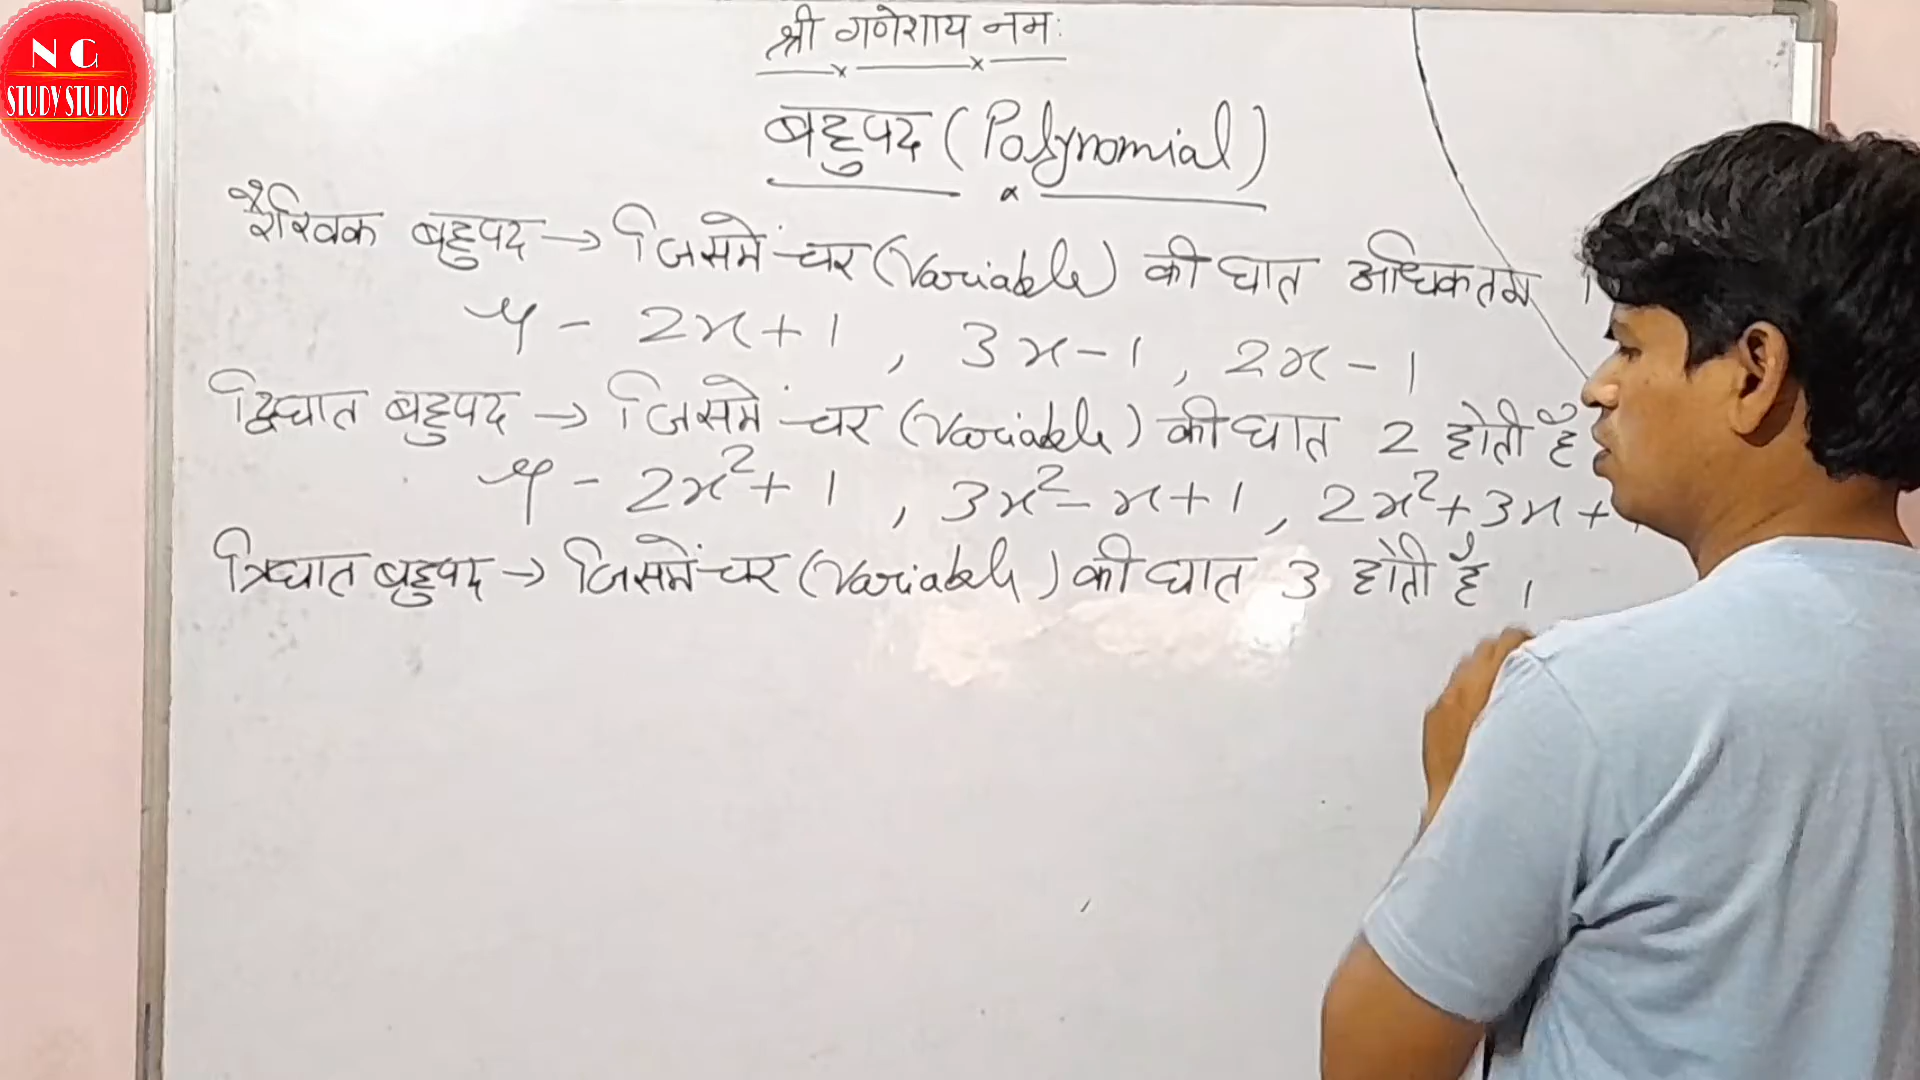 N G
STUDY STUDIO
श्री गणेशाय नमः
बहुपद (Polynomial)
रैखिक बहुपद → जिसमें चर (Variable) की घात अधिकतम 1
2x+1, 3x-1, 2x-1
द्विघात बहुपद → जिसमें चर (Variable) की घात 2 होती है
2x²+1, 3x²-x+1, 2x²+3x+
त्रिघात बहुपद → जिसमें चर (Variable) की घात 3 होती है ।